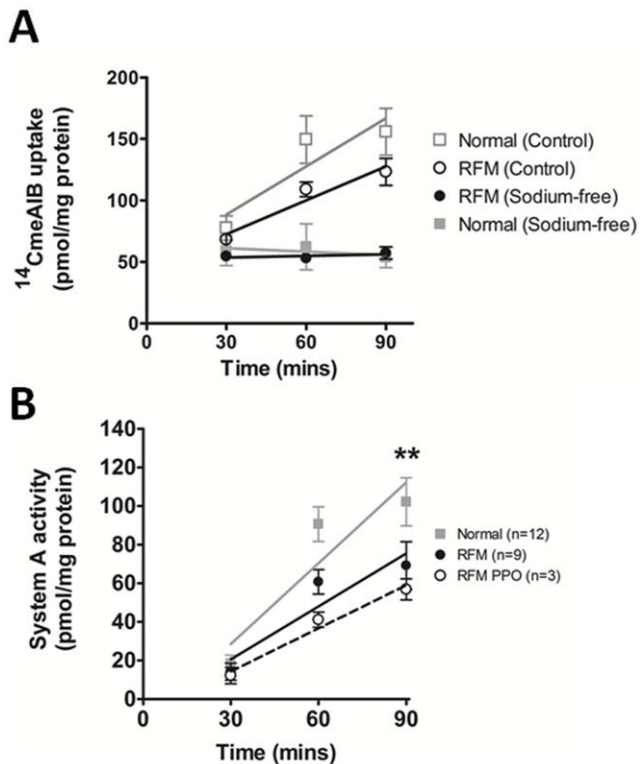 A
200
150
100
50
0
14CmeAIB uptake
(pmol/mg protein)
0 30 60 90
Time (mins)
Normal (Control)
RFM (Control)
RFM (Sodium-free)
Normal (Sodium-free)
B
140
120
100
80
60
40
20
0
System A activity
(pmol/mg protein)
**
0 30 60 90
Time (mins)
Normal (n=12)
RFM (n=9)
RFM PPO (n=3)